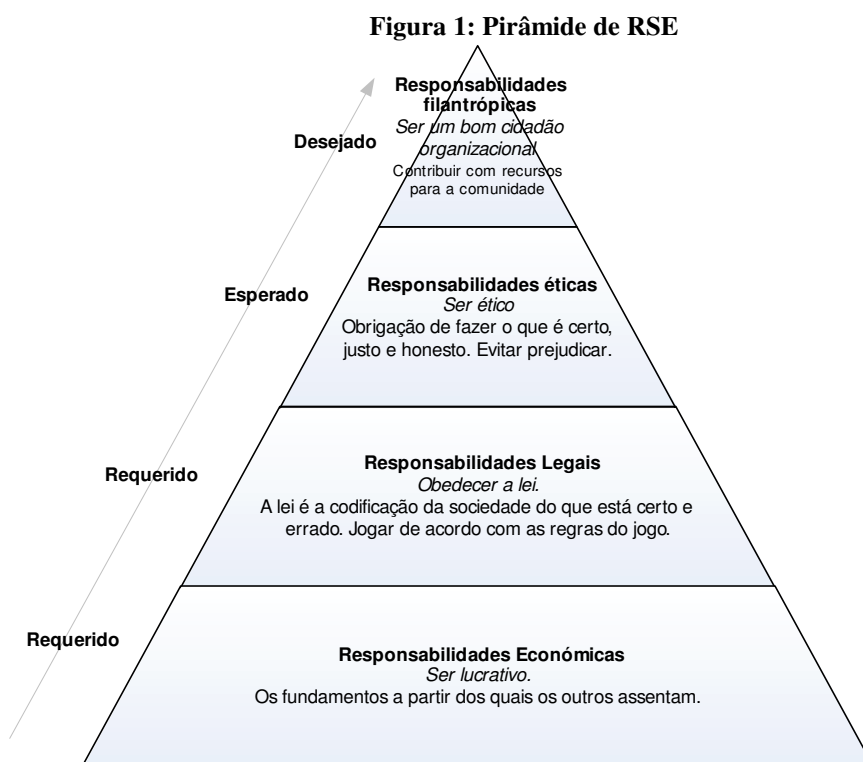 Figura 1: Pirâmide de RSE
Responsabilidades
filantrópicas
Ser um bom cidadão
organizacional
Contribuir com recursos
para a comunidade
Desejado
Esperado
Responsabilidades éticas
Ser ético
Obrigação de fazer o que é certo,
justo e honesto. Evitar prejudicar.
Requerido
Responsabilidades Legais
Obedecer a lei.
A lei é a codificação da sociedade do que está certo e
errado. Jogar de acordo com as regras do jogo.
Requerido
Responsabilidades Económicas
Ser lucrativo.
Os fundamentos a partir dos quais os outros assentam.